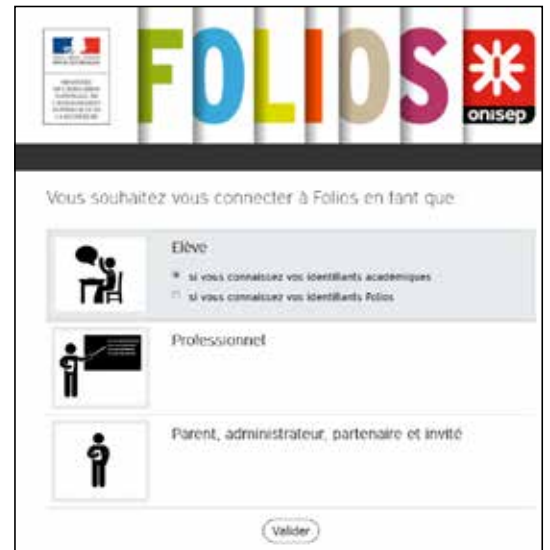 FOLIOS
onisep
Vous souhaitez vous connecter à Folios en tant que
Elève
si vous connaissez vos identifiants académiques
si vous connaissez vos identifiants Folios
Professionnel
Parent, administrateur, partenaire et invité
Valider